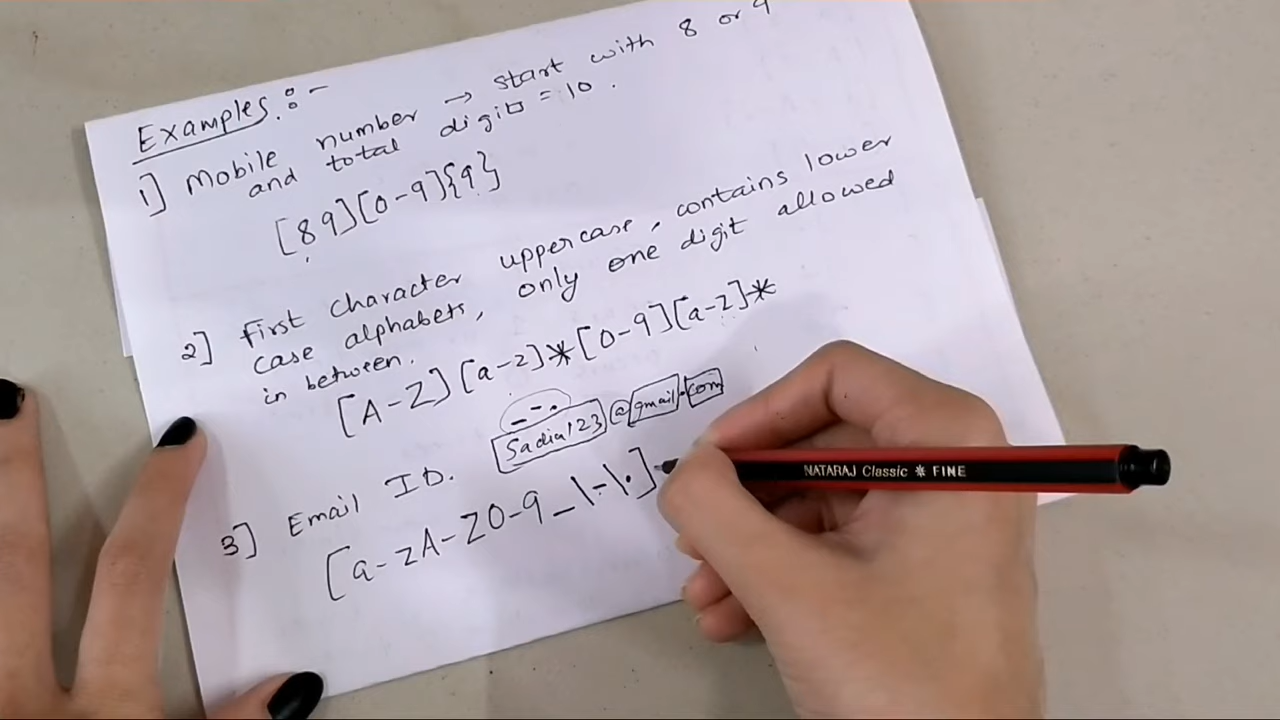 Examples :-
1] Mobile number → start with 8 or 9
and total digits = 10 .
[89][0-9]{9}
2] First character uppercase, contains lower
case alphabets, only one digit allowed
in between.
[A-Z][a-z]*[0-9][a-z]*
3] Email ID. Sadia123@gmail.com
[a-zA-Z0-9_\-\.]
NATARAJ Classic * FINE